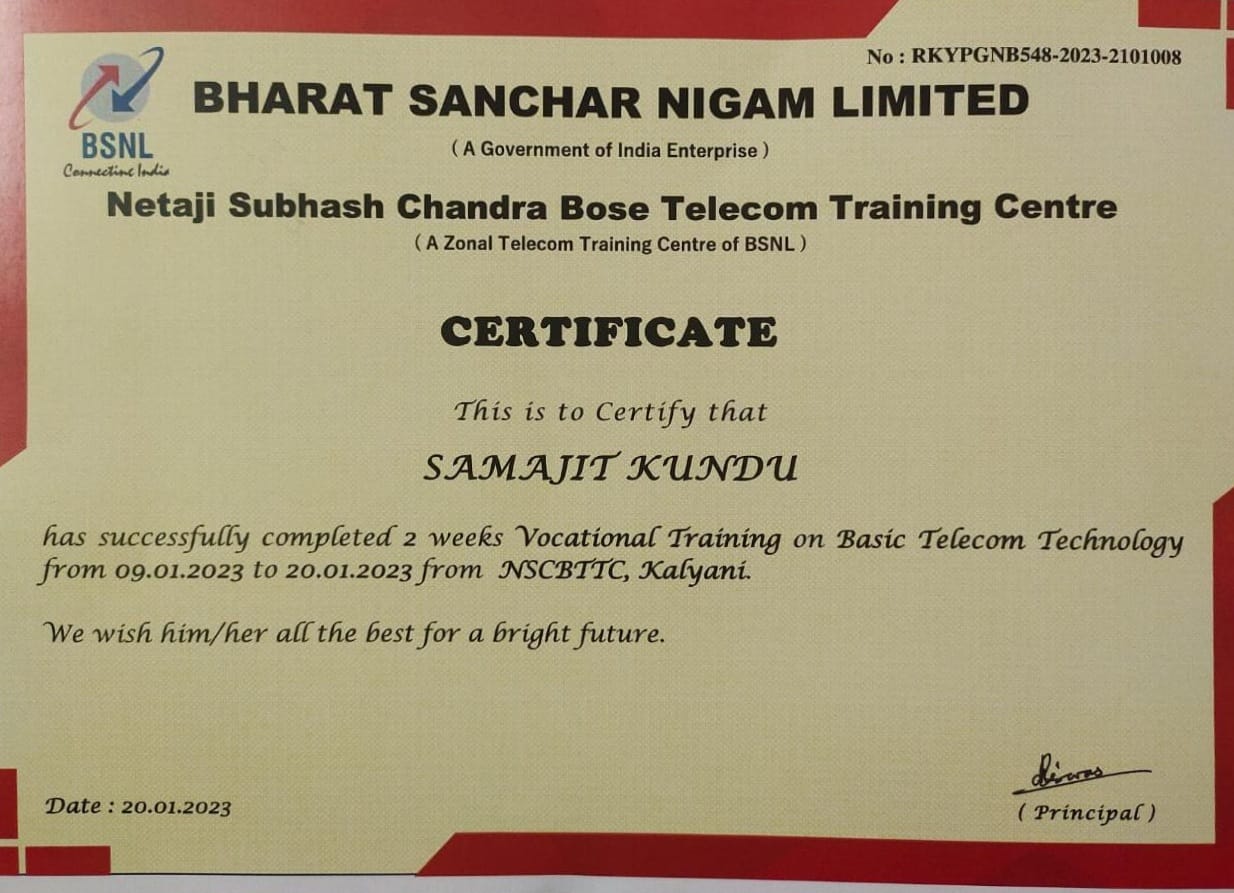 No : RKYPGNB548-2023-2101008
BHARAT SANCHAR NIGAM LIMITED
BSNL
Connecting India
( A Government of India Enterprise )
Netaji Subhash Chandra Bose Telecom Training Centre
( A Zonal Telecom Training Centre of BSNL )
CERTIFICATE
This is to Certify that
SAMAJIT KUNDU
has successfully completed 2 weeks Vocational Training on Basic Telecom Technology
from 09.01.2023 to 20.01.2023 from NSCBTTC, Kalyani.
We wish him/her all the best for a bright future.
Date : 20.01.2023
( Principal )